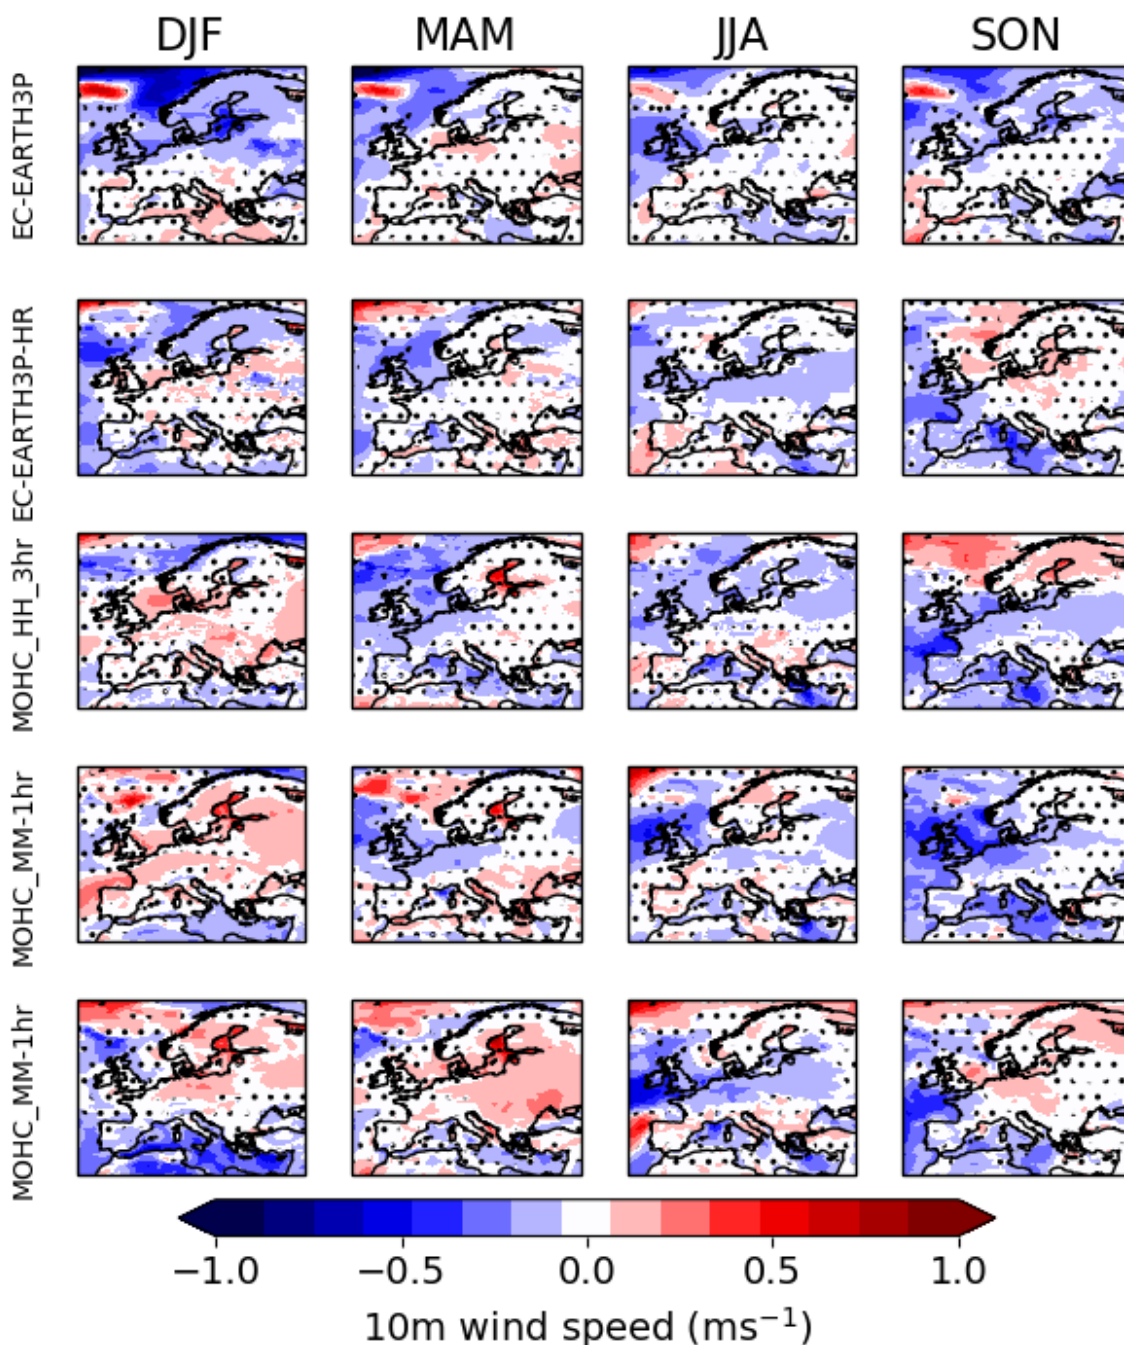 DJF MAM JJA SON
EC-EARTH3P
EC-EARTH3P-HR
MOHC_HH_3hr
MOHC_MM-1hr
MOHC_MM-1hr
−1.0 −0.5 0.0 0.5 1.0
10m wind speed (ms⁻¹)